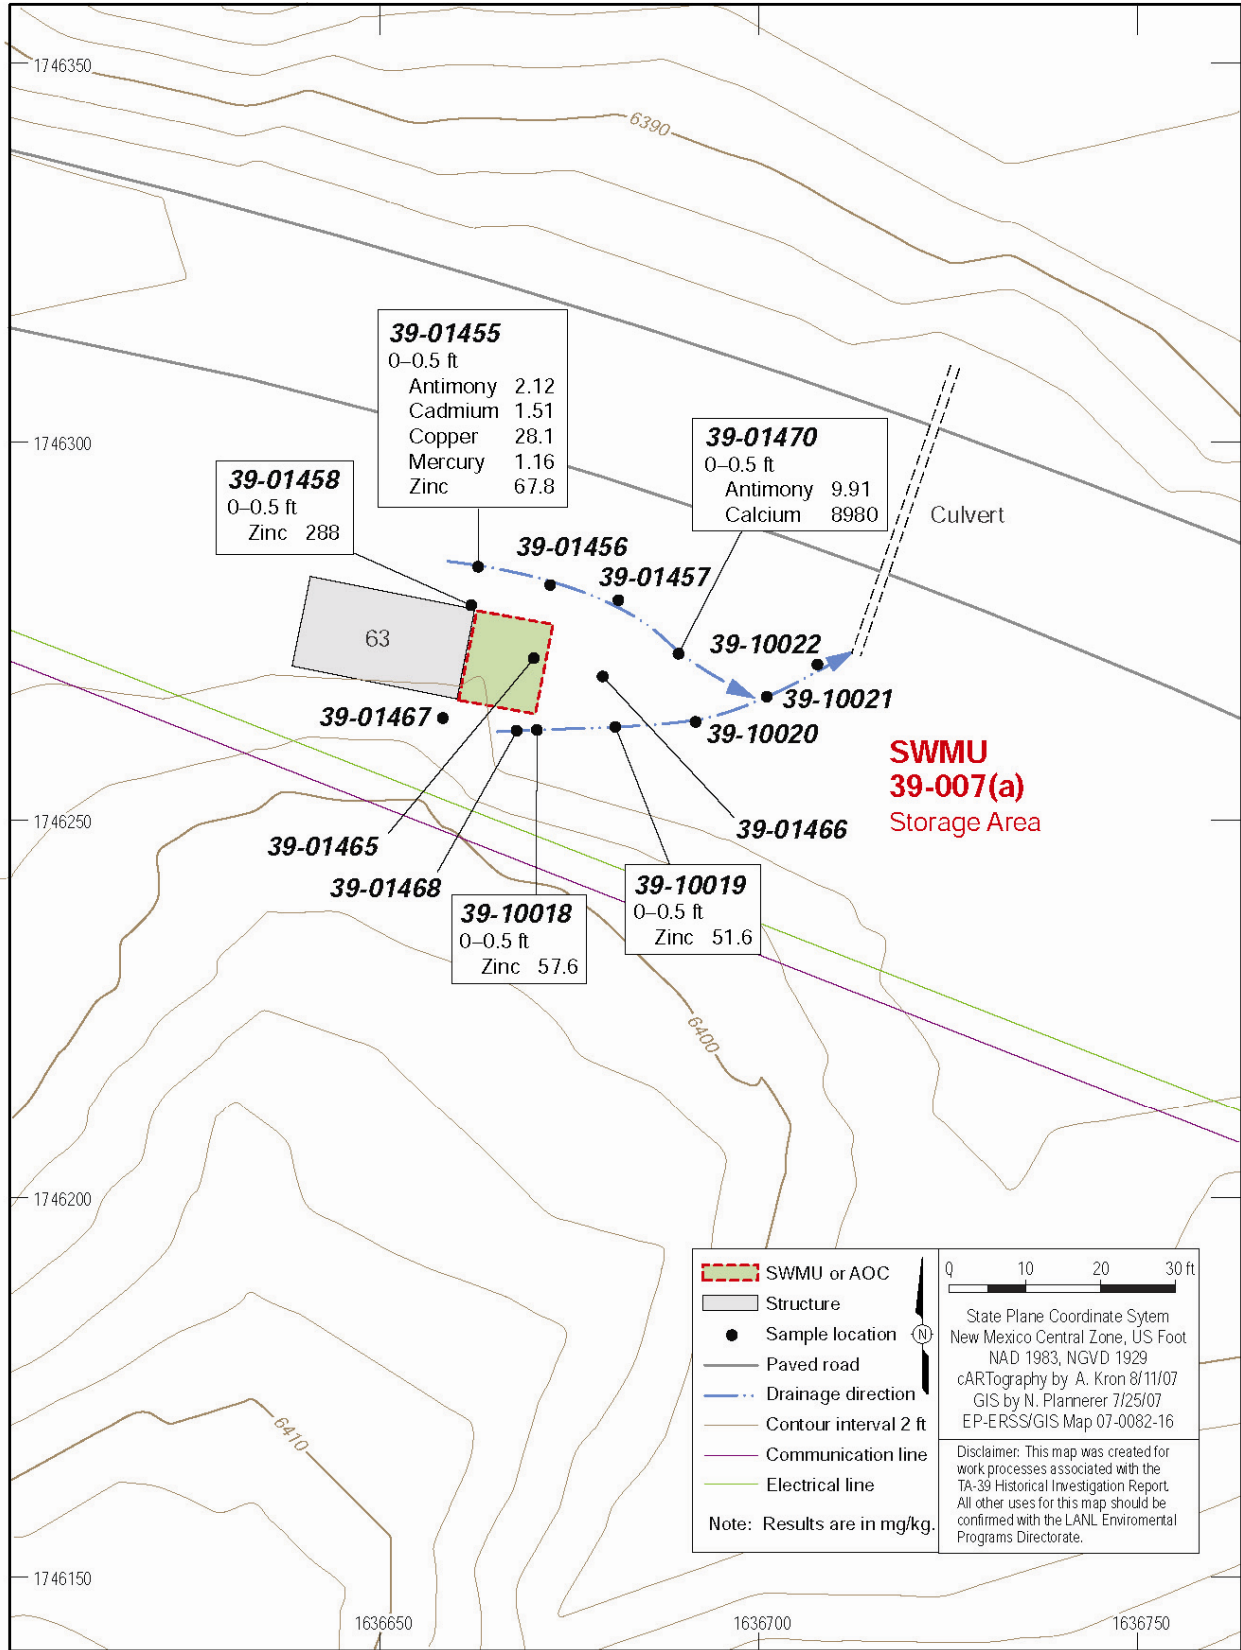 1746350
6390
39-01455
0–0.5 ft
Antimony 2.12
Cadmium 1.51
Copper 28.1
Mercury 1.16
Zinc 67.8
1746300
39-01470
0–0.5 ft
Antimony 9.91
Calcium 8980
39-01458
0–0.5 ft
Zinc 288
Culvert
39-01456
39-01457
63
39-10022
39-10021
39-01467
39-10020
SWMU
39-007(a)
Storage Area
1746250
39-01466
39-01465
39-01468
39-10019
0–0.5 ft
Zinc 51.6
39-10018
0–0.5 ft
Zinc 57.6
6400
1746200
SWMU or AOC
Structure
Sample location
N
Paved road
Drainage direction
Contour interval 2 ft
Communication line
Electrical line
Note: Results are in mg/kg.
0 10 20 30 ft
State Plane Coordinate Sytem
New Mexico Central Zone, US Foot
NAD 1983, NGVD 1929
cARTography by A. Kron 8/11/07
GIS by N. Plannerer 7/25/07
EP-ERSS/GIS Map 07-0082-16
Disclaimer: This map was created for
work processes associated with the
TA-39 Historical Investigation Report.
All other uses for this map should be
confirmed with the LANL Enviromental
Programs Directorate.
6410
1746150
1636650 1636700 1636750